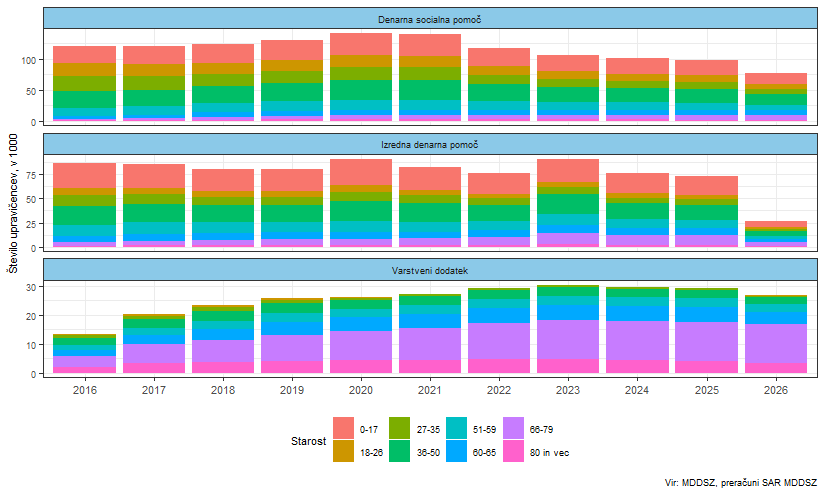 Denarna socialna pomoč
100
50
0
Izredna denarna pomoč
75
50
25
0
Število upravičencev, v 1000
Varstveni dodatek
30
20
10
0
2016 2017 2018 2019 2020 2021 2022 2023 2024 2025 2026
Starost
0-17 27-35 51-59 66-79
18-26 36-50 60-65 80 in vec
Vir: MDDSZ, preračuni SAR MDDSZ